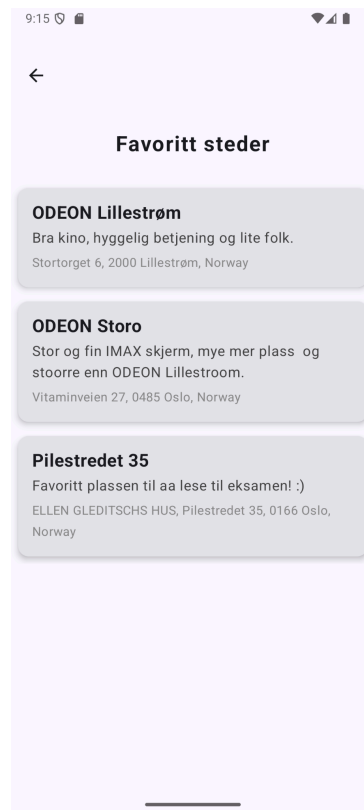 9:15
Favoritt steder
ODEON Lillestrøm
Bra kino, hyggelig betjening og lite folk.
Stortorget 6, 2000 Lillestrøm, Norway
ODEON Storo
Stor og fin IMAX skjerm, mye mer plass  og
stoorre enn ODEON Lillestroom.
Vitaminveien 27, 0485 Oslo, Norway
Pilestredet 35
Favoritt plassen til aa lese til eksamen! :)
ELLEN GLEDITSCHS HUS, Pilestredet 35, 0166 Oslo,
Norway